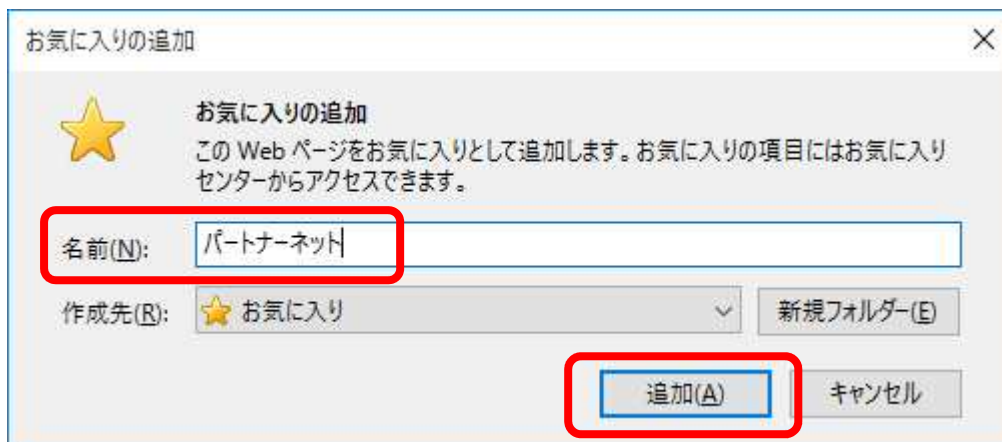 お気に入りの追加
お気に入りの追加
この Web ページをお気に入りとして追加します。お気に入りの項目にはお気に入り
センターからアクセスできます。
名前(N): パートナーネット
作成先(R): お気に入り 新規フォルダー(E)
追加(A) キャンセル